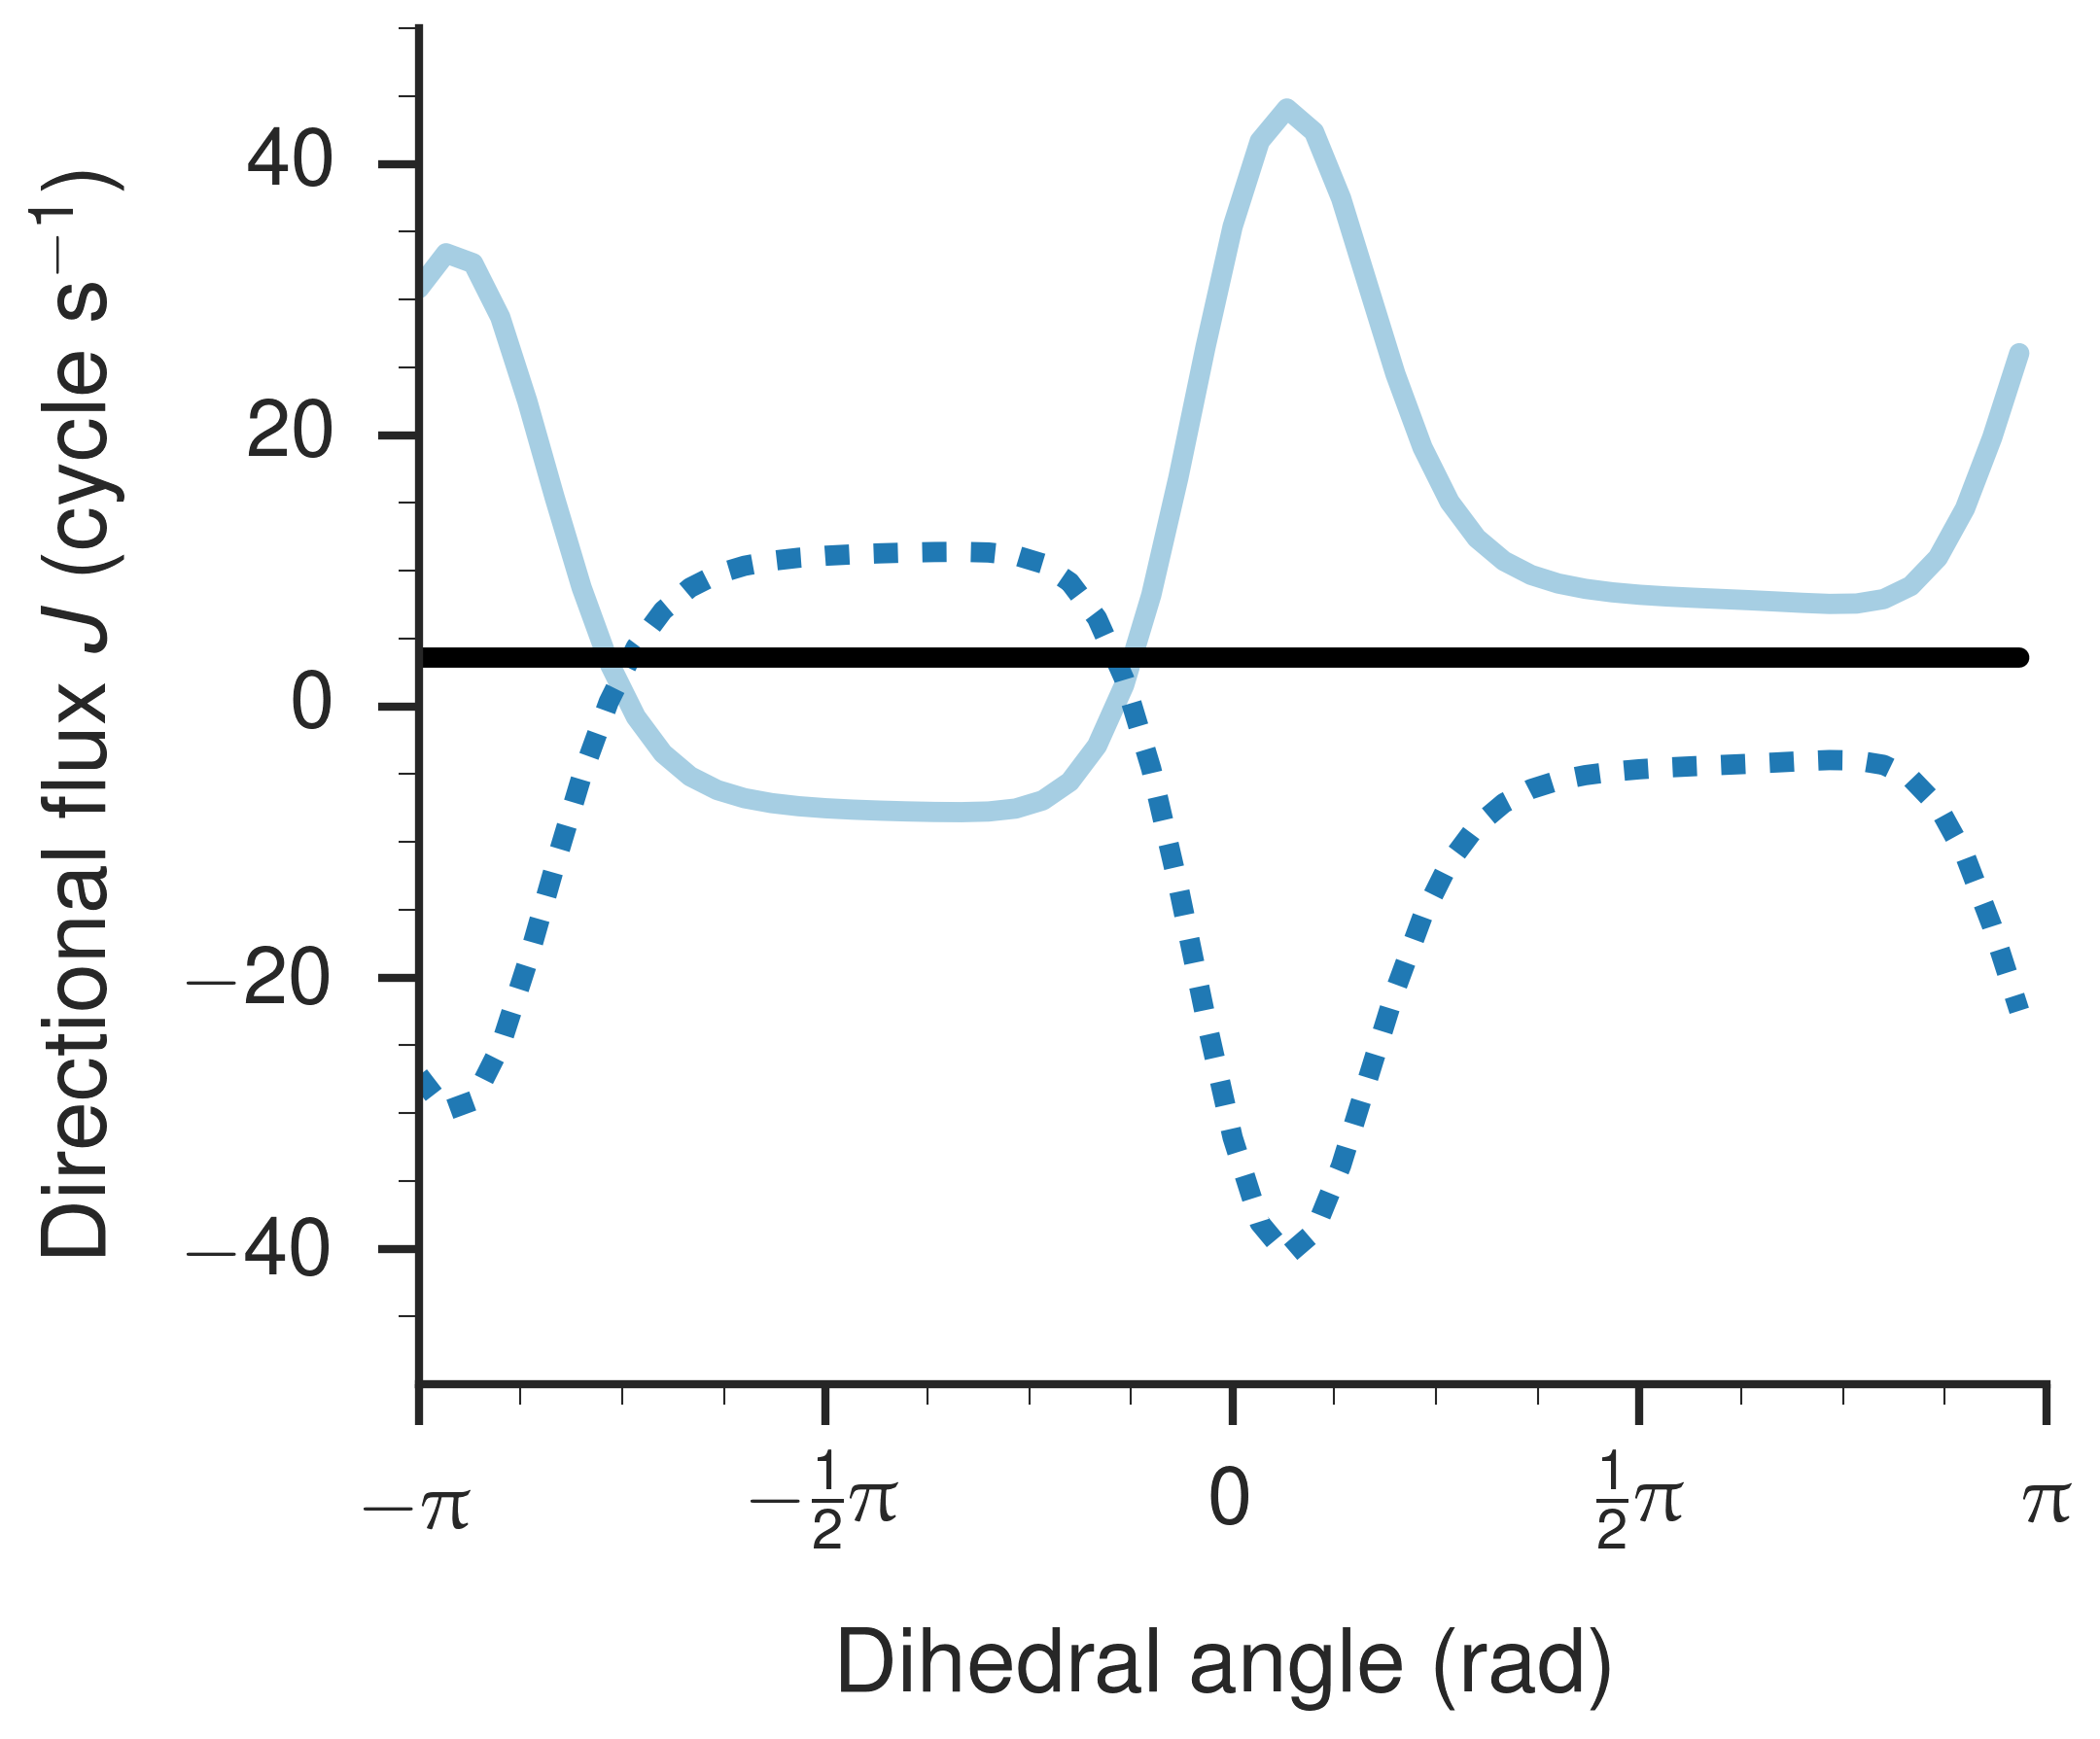 Directional flux J (cycle s⁻¹)
40
20
0
−20
−40
−π
−½π
0
½π
π
Dihedral angle (rad)